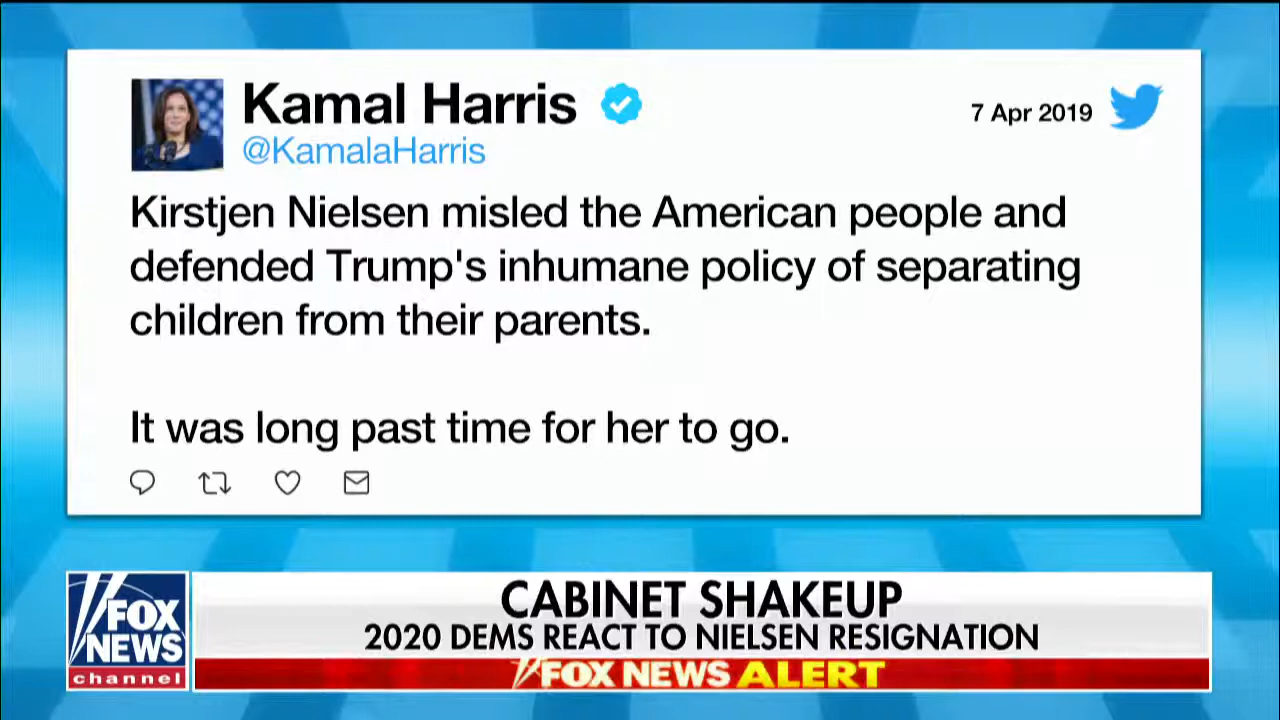 Kamal Harris
7 Apr 2019
@KamalaHarris
Kirstjen Nielsen misled the American people and
defended Trump's inhumane policy of separating
children from their parents.
It was long past time for her to go.
FOX
NEWS
channel
CABINET SHAKEUP
2020 DEMS REACT TO NIELSEN RESIGNATION
FOX NEWS ALERT